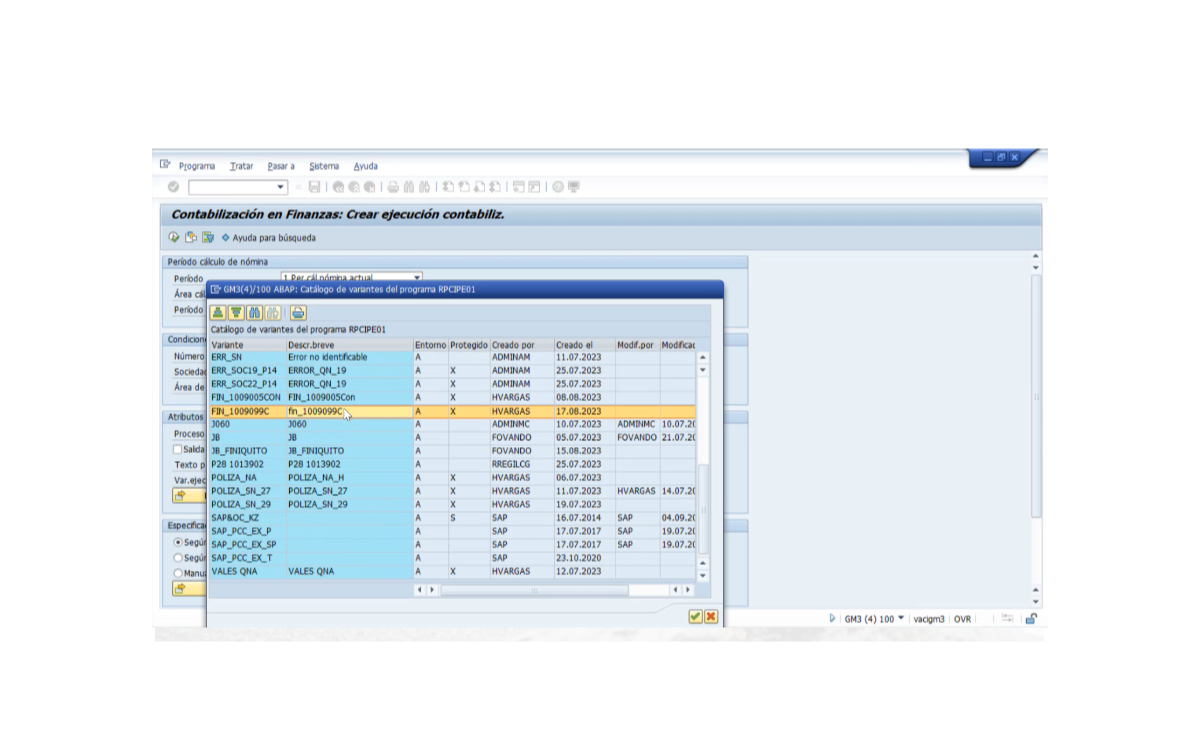 Programa Tratar Pasar a Sistema Ayuda
Contabilización en Finanzas: Crear ejecución contabiliz.
Ayuda para búsqueda
Período cálculo de nómina
Período 1 Per.cál.nómina actual
Área cál
Período
Condicion
Número
Sociedad
Área de
Atributos
Proceso
Salda
Texto p
Var.ejec
Especifica
Según
Según
Manua
GM3(4)/100 ABAP: Catálogo de variantes del programa RPCIPE01
Catálogo de variantes del programa RPCIPE01
Variante Descr.breve Entorno Protegido Creado por Creado el Modif.por Modificac
ERR_SN Error no identificable A ADMINAM 11.07.2023
ERR_SOC19_P14 ERROR_QN_19 A X ADMINAM 25.07.2023
ERR_SOC22_P14 ERROR_QN_19 A X ADMINAM 25.07.2023
FIN_1009005CON FIN_1009005Con A X HVARGAS 08.08.2023
FIN_1009099C fin_1009099C A X HVARGAS 17.08.2023
J060 J060 A ADMINMC 10.07.2023 ADMINMC 10.07.20
JB JB A FOVANDO 05.07.2023 FOVANDO 21.07.20
JB_FINIQUITO JB_FINIQUITO A FOVANDO 15.08.2023
P28 1013902 P28 1013902 A RREGILCG 25.07.2023
POLIZA_NA POLIZA_NA_H A X HVARGAS 06.07.2023
POLIZA_SN_27 POLIZA_SN_27 A X HVARGAS 11.07.2023 HVARGAS 14.07.20
POLIZA_SN_29 POLIZA_SN_29 A X HVARGAS 19.07.2023
SAP&OC_KZ A S SAP 16.07.2014 SAP 04.09.20
SAP_PCC_EX_P A SAP 17.07.2017 SAP 19.07.20
SAP_PCC_EX_SP A SAP 17.07.2017 SAP 19.07.20
SAP_PCC_EX_T A SAP 23.10.2020
VALES QNA VALES QNA A X HVARGAS 12.07.2023
GM3 (4) 100 vacigm3 OVR